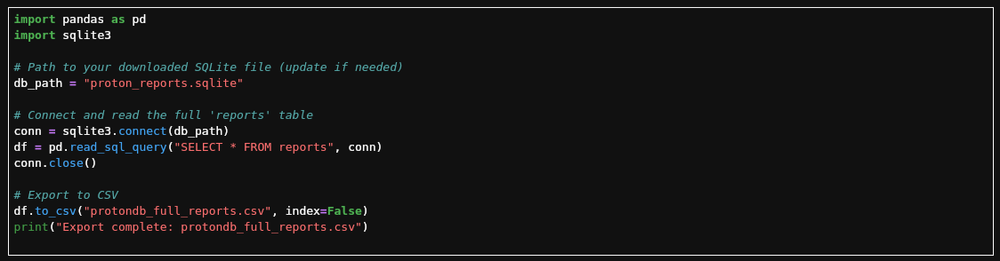 import pandas as pd
import sqlite3
# Path to your downloaded SQLite file (update if needed)
db_path = "proton_reports.sqlite"
# Connect and read the full 'reports' table
conn = sqlite3.connect(db_path)
df = pd.read_sql_query("SELECT * FROM reports", conn)
conn.close()
# Export to CSV
df.to_csv("protondb_full_reports.csv", index=False)
print("Export complete: protondb_full_reports.csv")